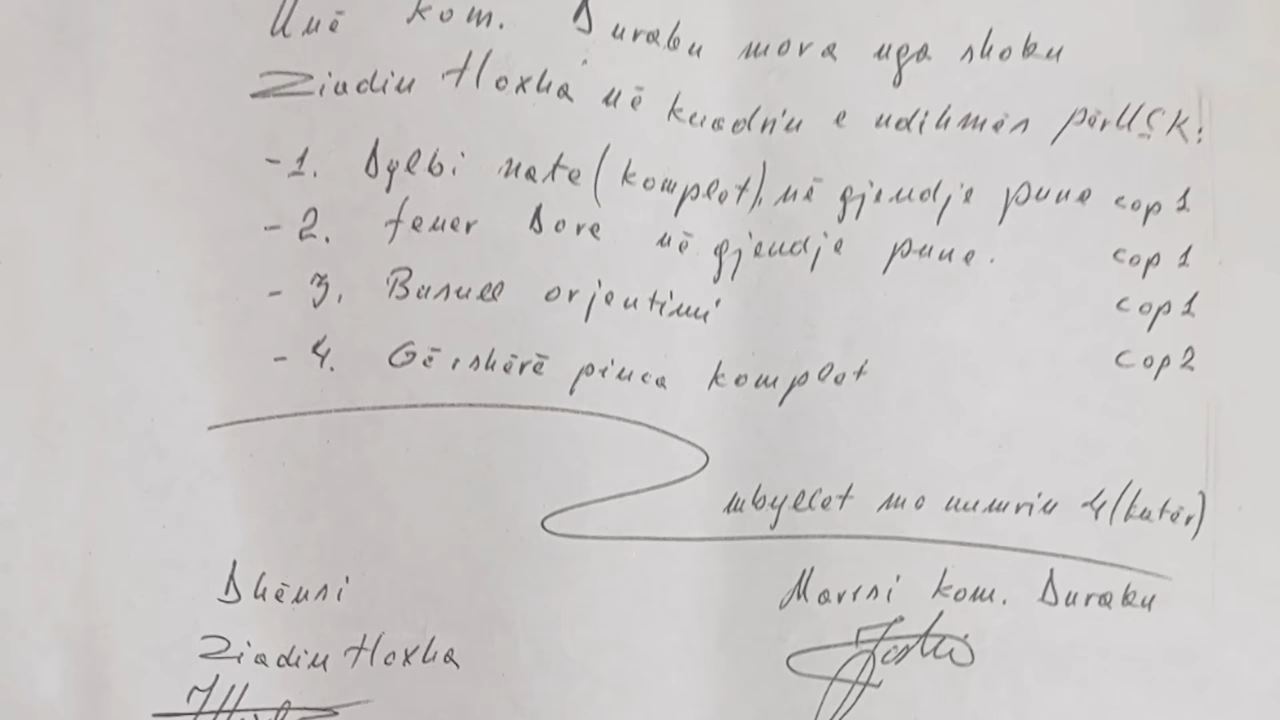 Unë kom. Duraku mora nga shoku
Ziadin Hoxha në kuadrin e ndihmës për UÇK:
-1. Dylbi nate (komplet), në gjendje pune cop 1
-2. fener Dore në gjendje pune. cop 1
-3. Busull orjentimi cop 1
-4. Gërshërë pinca komplet cop 2
mbyllet me numrin 4 (katër)
Dhënsi Marrsi kom. Duraku
Ziadin Hoxha